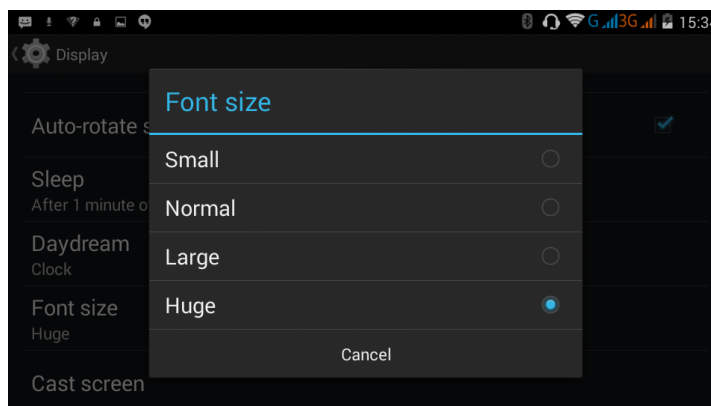 G 3G 15:34
Display
Font size
Auto-rotate s
Small
Sleep
After 1 minute o
Normal
Daydream
Clock
Large
Font size
Huge
Huge
Cancel
Cast screen